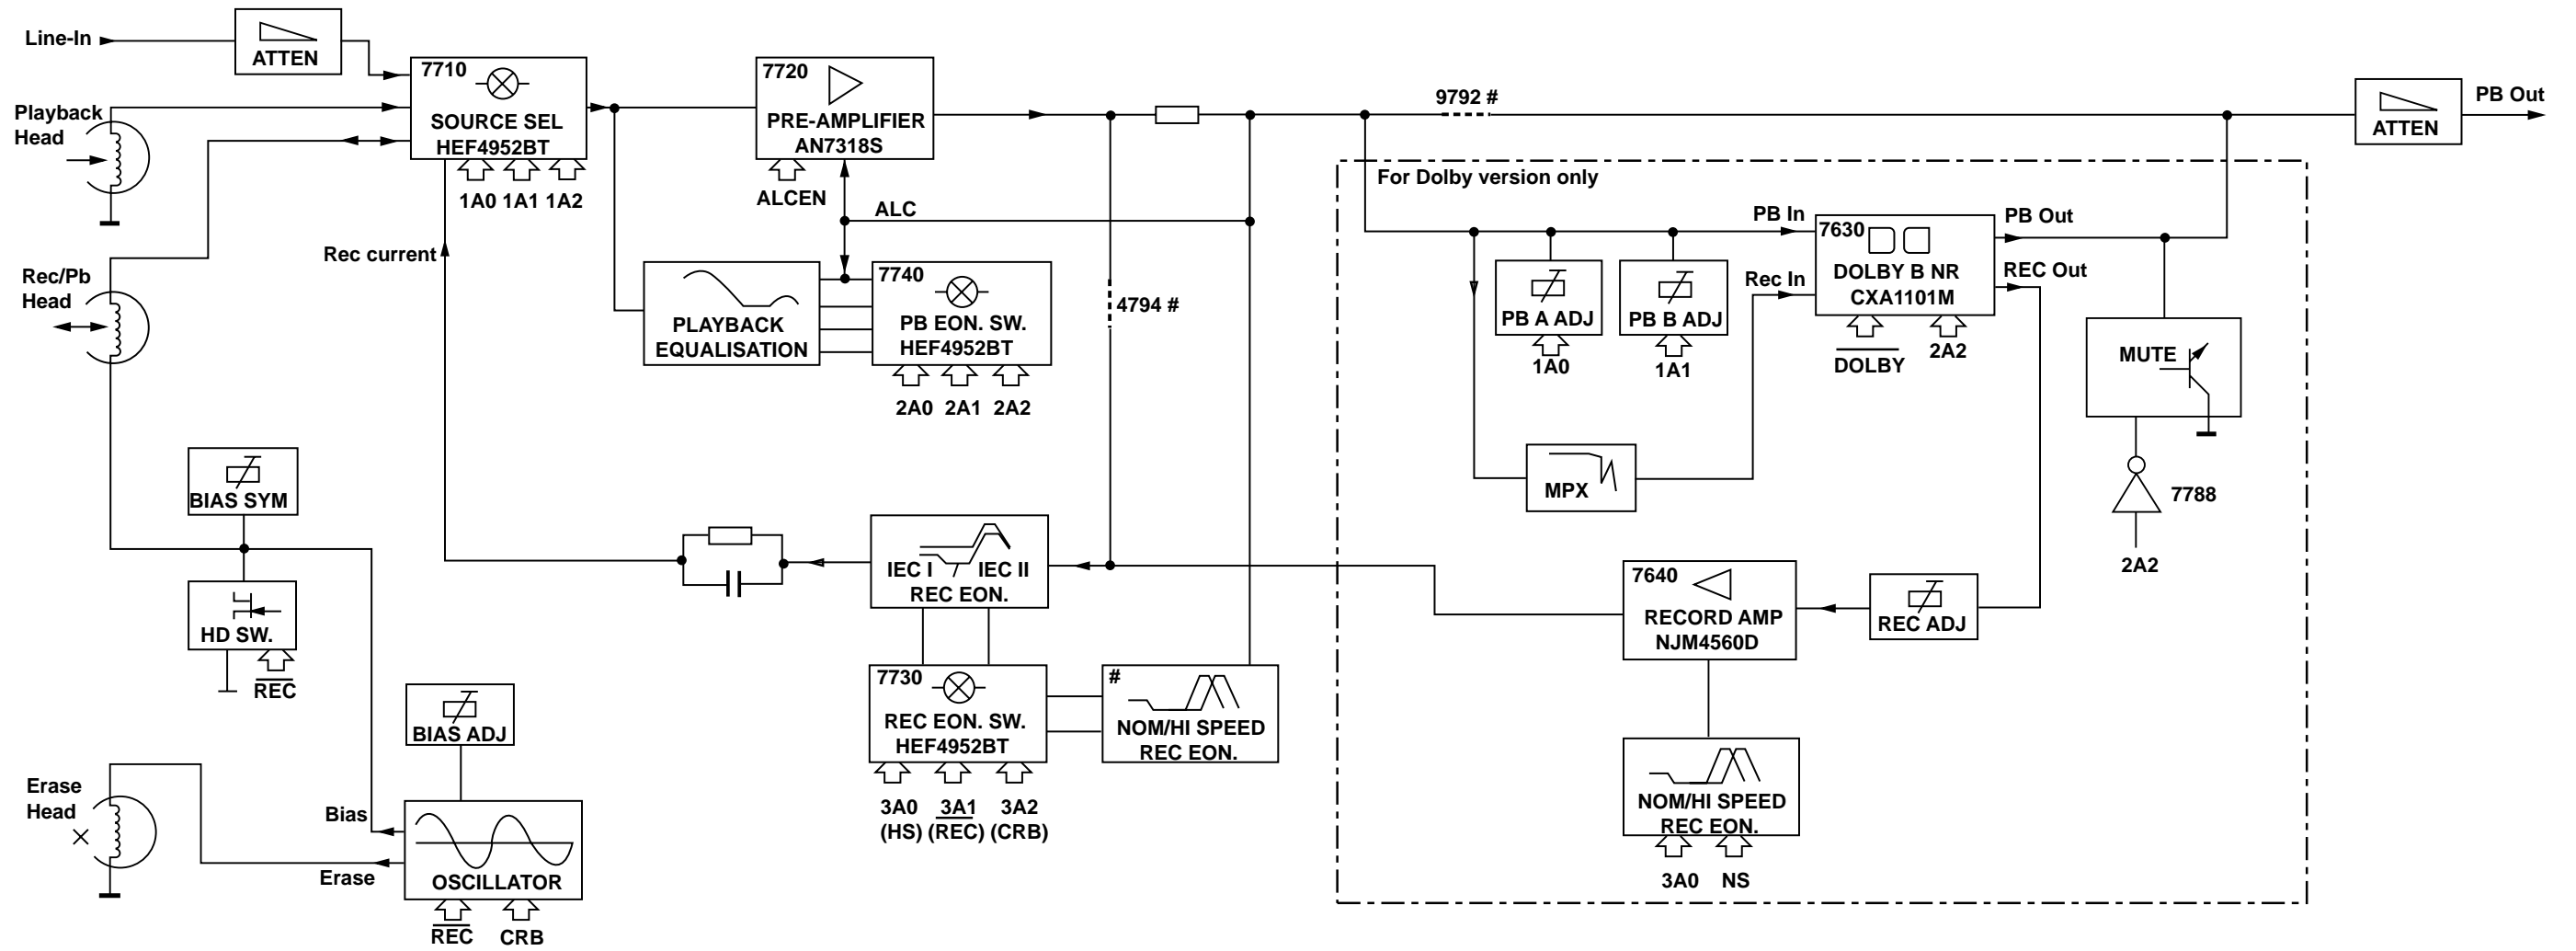 Line-In
ATTEN
7710
SOURCE SEL
HEF4952BT
1A0 1A1 1A2
Playback
Head
7720
PRE-AMPLIFIER
AN7318S
ALCEN
ALC
9792 #
ATTEN
PB Out
Rec/Pb
Head
Rec current
PLAYBACK
EQUALISATION
7740
PB EON. SW.
HEF4952BT
2A0 2A1 2A2
4794 #
For Dolby version only
PB In
Rec In
7630
DOLBY B NR
CXA1101M
PB Out
REC Out
DOLBY
2A2
PB A ADJ
1A0
PB B ADJ
1A1
MPX
MUTE
7788
2A2
BIAS SYM
HD SW.
REC
IEC I IEC II
REC EON.
7730
REC EON. SW.
HEF4952BT
3A0 3A1 3A2
(HS) (REC) (CRB)
#
NOM/HI SPEED
REC EON.
7640
RECORD AMP
NJM4560D
REC ADJ
NOM/HI SPEED
REC EON.
3A0 NS
BIAS ADJ
Erase
Head
Bias
Erase
OSCILLATOR
REC CRB